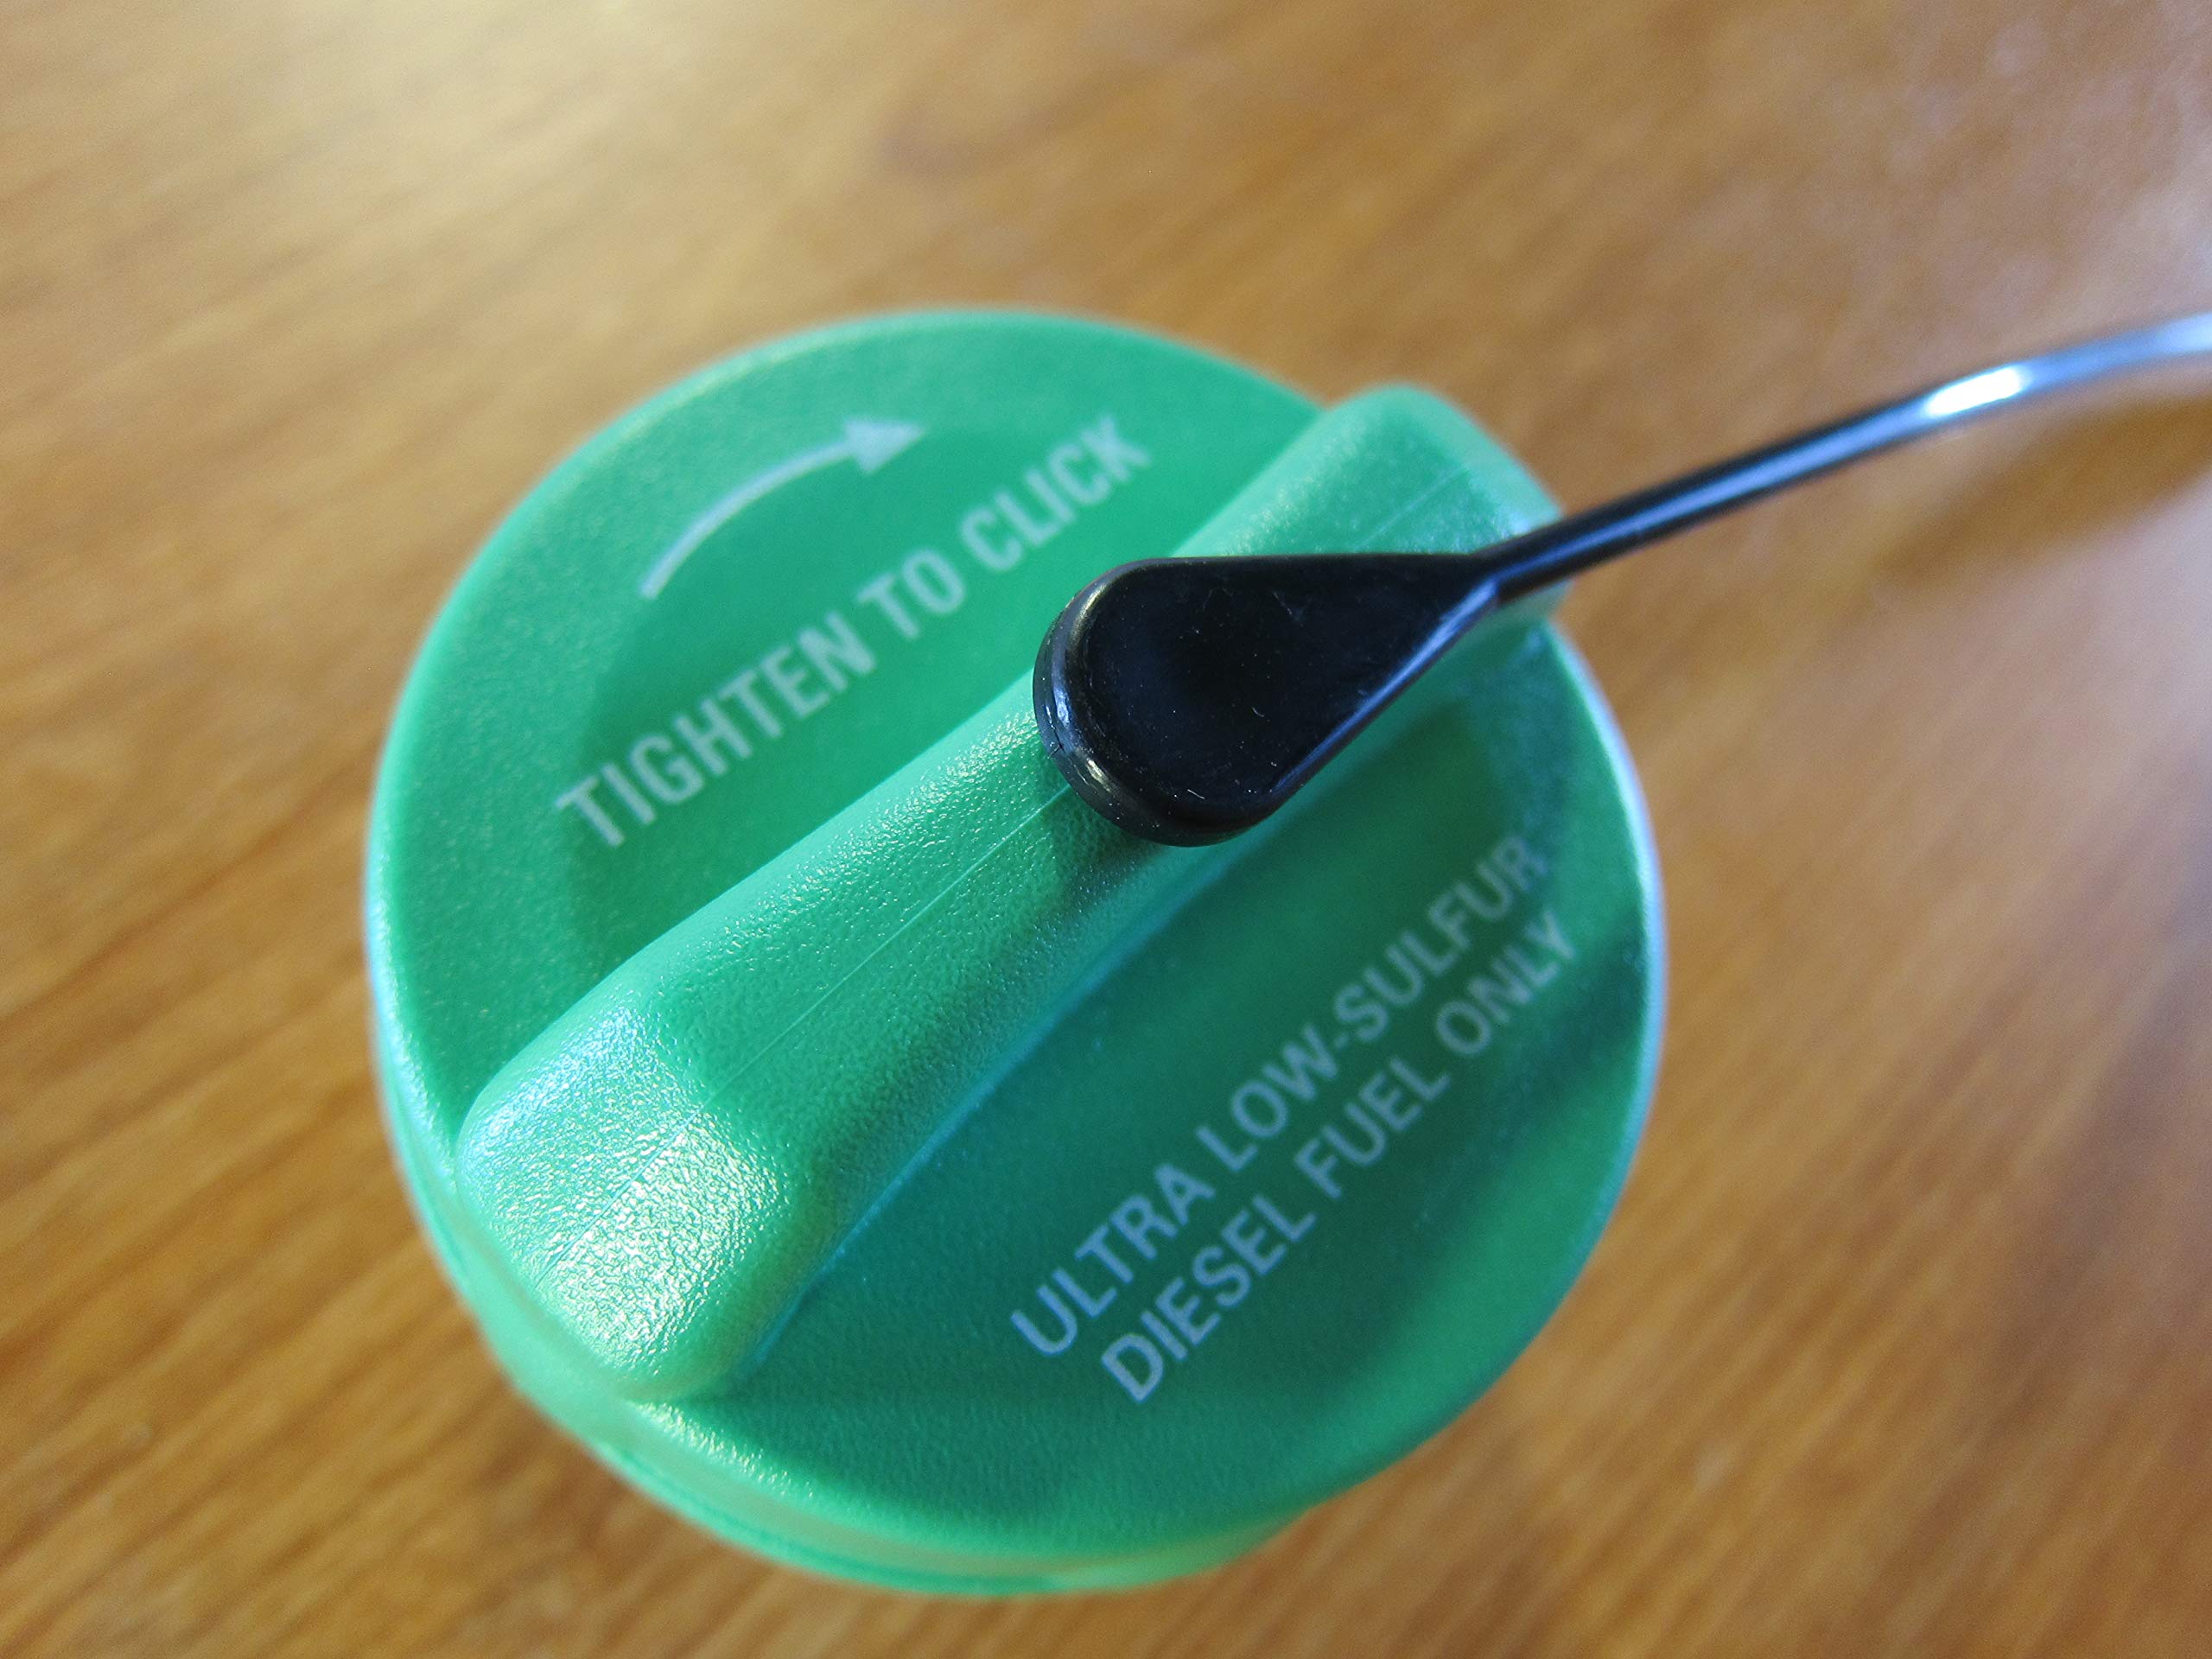 TIGHTEN TO CLICK
ULTRA LOW-SULFUR
DIESEL FUEL ONLY